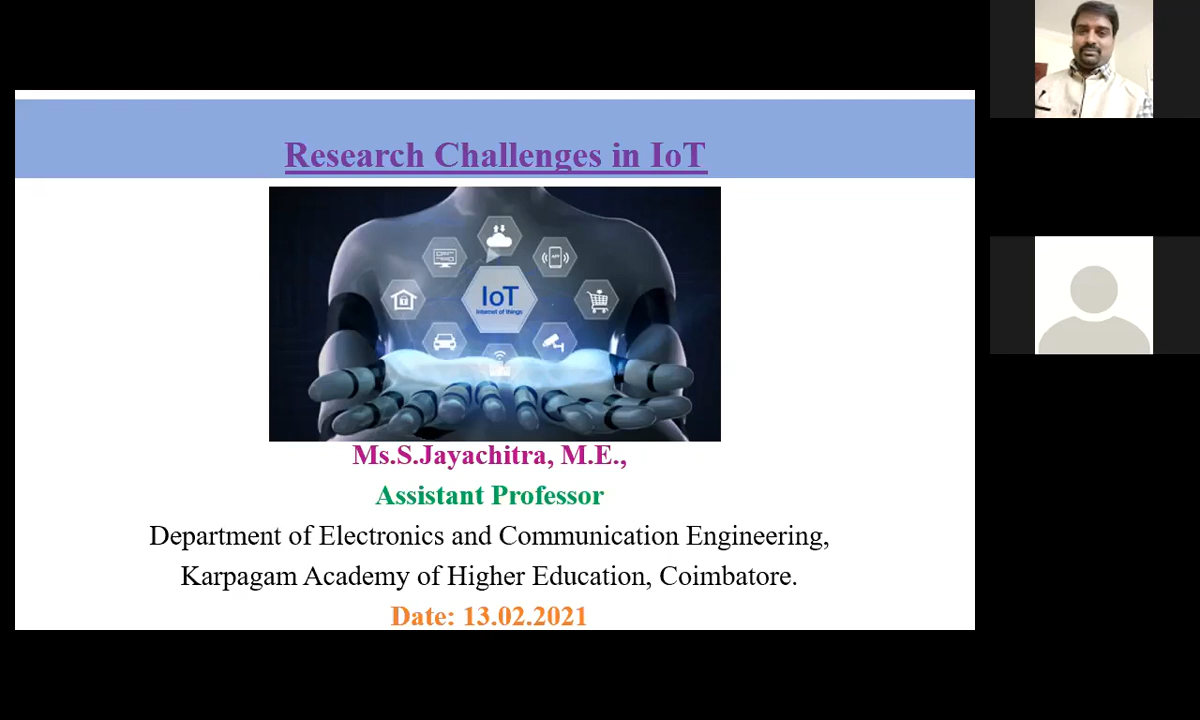 Research Challenges in IoT
IoT
Internet of things
Ms.S.Jayachitra, M.E.,
Assistant Professor
Department of Electronics and Communication Engineering,
Karpagam Academy of Higher Education, Coimbatore.
Date: 13.02.2021